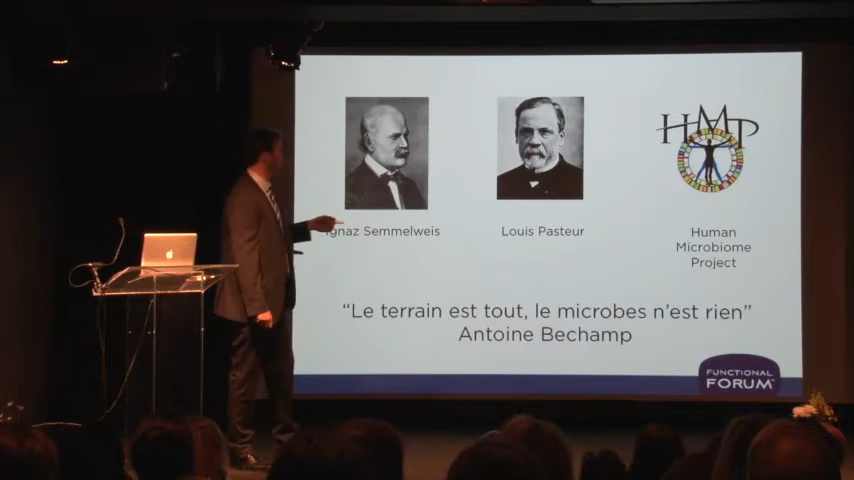 HMP
Ignaz Semmelweis
Louis Pasteur
Human
Microbiome
Project
“Le terrain est tout, le microbes n’est rien”
Antoine Bechamp
FUNCTIONAL
FORUM